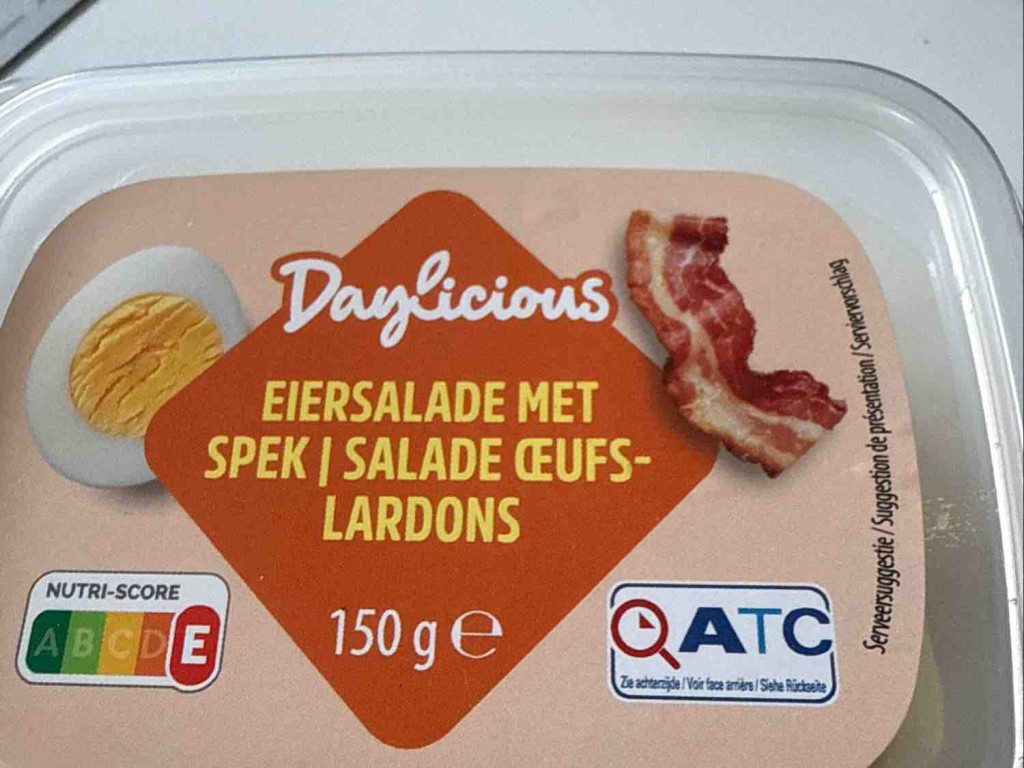 Daylicious
EIERSALADE MET
SPEK | SALADE ŒUFS-
LARDONS
150 g ℮
NUTRI-SCORE
A B C D E
ATC
Zie achterzijde / Voir face arrière / Siehe Rückseite
Serveersuggestie / Suggestion de présentation / Serviervorschlag